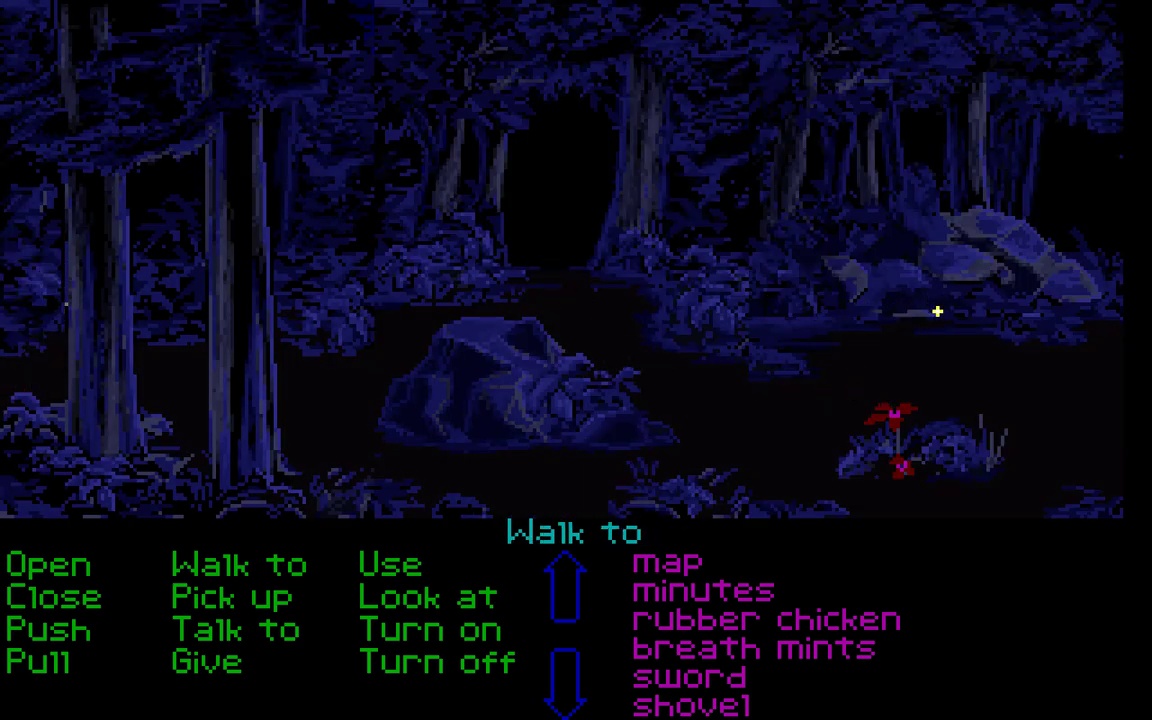 Walk to
Open Walk to Use
Close Pick up Look at
Push Talk to Turn on
Pull Give Turn off
map
minutes
rubber chicken
breath mints
sword
shovel